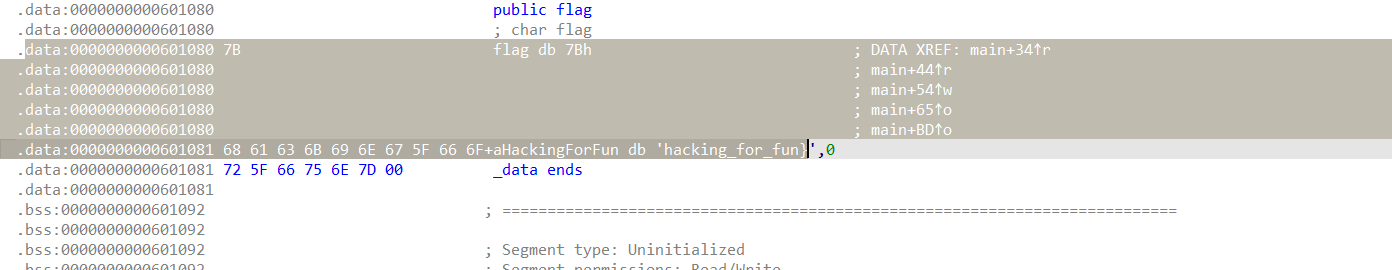 .data:0000000000601080 public flag
.data:0000000000601080 ; char flag
.data:0000000000601080 7B flag db 7Bh ; DATA XREF: main+34↑r
.data:0000000000601080 ; main+44↑r
.data:0000000000601080 ; main+54↑w
.data:0000000000601080 ; main+65↑o
.data:0000000000601080 ; main+BD↑o
.data:0000000000601081 68 61 63 6B 69 6E 67 5F 66 6F+aHackingForFun db 'hacking_for_fun}',0
.data:0000000000601081 72 5F 66 75 6E 7D 00 _data ends
.data:0000000000601081
.bss:0000000000601092 ; ===========================================================================
.bss:0000000000601092
.bss:0000000000601092 ; Segment type: Uninitialized
.bss:0000000000601092 ; Segment permissions: Read/Write